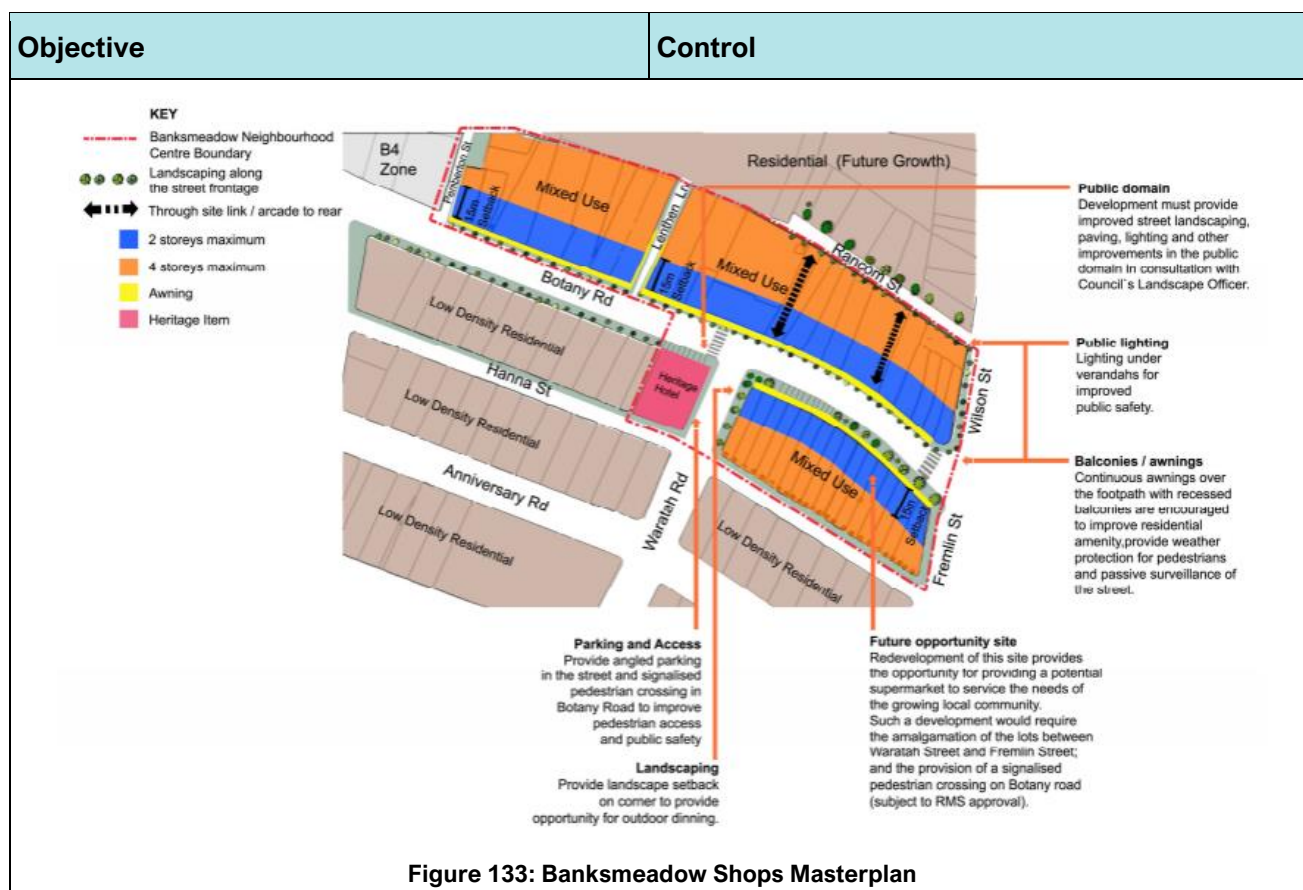 Objective
Control
KEY
Banksmeadow Neighbourhood
Centre Boundary
Landscaping along
the street frontage
Through site link / arcade to rear
2 storeys maximum
4 storeys maximum
Awning
Heritage Item
B4
Zone
Pemberton St
15m
Setback
Mixed Use
Lenthen
Residential (Future Growth)
Rancom St
Mixed Use
15m
Setback
Botany Rd
Low Density Residential
Hanna St
Heritage
Hotel
Low Density Residential
Anniversary Rd
Low Density Residential
Waratah Rd
Mixed Use
15m
Setback
Low Density
Residential
Wilson St
Fremlin St
Public domain
Development must provide
improved street landscaping,
paving, lighting and other
improvements in the public
domain in consultation with
Council`s Landscape Officer.
Public lighting
Lighting under
verandahs for
improved
public safety.
Balconies / awnings
Continuous awnings over
the footpath with recessed
balconies are encouraged
to improve residential
amenity,provide weather
protection for pedestrians
and passive surveillance of
the street.
Parking and Access
Provide angled parking
in the street and signalised
pedestrian crossing in
Botany Road to improve
pedestrian access
and public safety
Landscaping
Provide landscape setback
on corner to provide
opportunity for outdoor dinning.
Future opportunity site
Redevelopment of this site provides
the opportunity for providing a potential
supermarket to service the needs of
the growing local community.
Such a development would require
the amalgamation of the lots between
Waratah Street and Fremlin Street;
and the provision of a signalised
pedestrian crossing on Botany road
(subject to RMS approval).
Figure 133: Banksmeadow Shops Masterplan